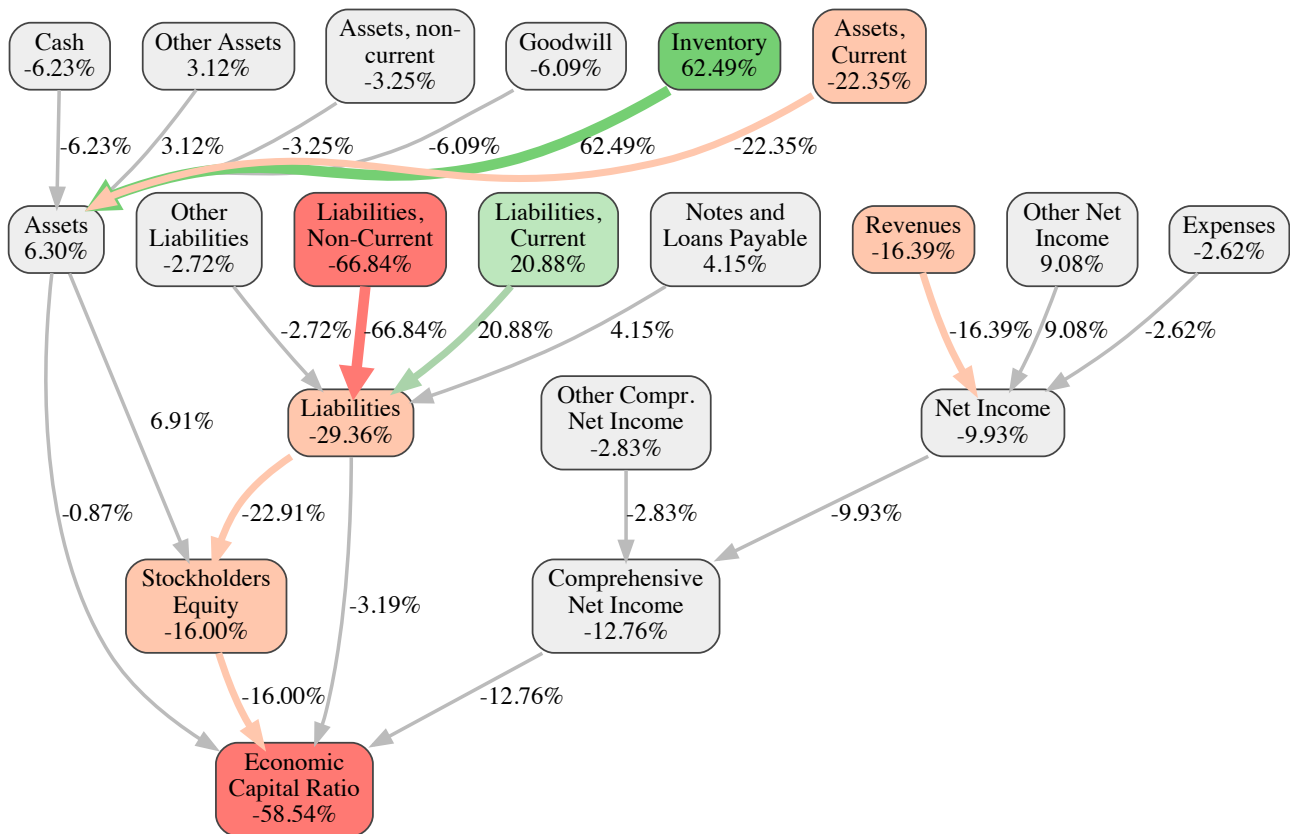 Cash
-6.23%
Other Assets
3.12%
Assets, non-
current
-3.25%
Goodwill
-6.09%
Inventory
62.49%
Assets,
Current
-22.35%
-6.23%
3.12%
-3.25%
-6.09%
62.49%
-22.35%
Assets
6.30%
Other
Liabilities
-2.72%
Liabilities,
Non-Current
-66.84%
Liabilities,
Current
20.88%
Notes and
Loans Payable
4.15%
Revenues
-16.39%
Other Net
Income
9.08%
Expenses
-2.62%
-2.72%
-66.84%
20.88%
4.15%
-16.39%
9.08%
-2.62%
Liabilities
-29.36%
Other Compr.
Net Income
-2.83%
Net Income
-9.93%
6.91%
-0.87%
-22.91%
-2.83%
-9.93%
Stockholders
Equity
-16.00%
-3.19%
Comprehensive
Net Income
-12.76%
-16.00%
-12.76%
Economic
Capital Ratio
-58.54%